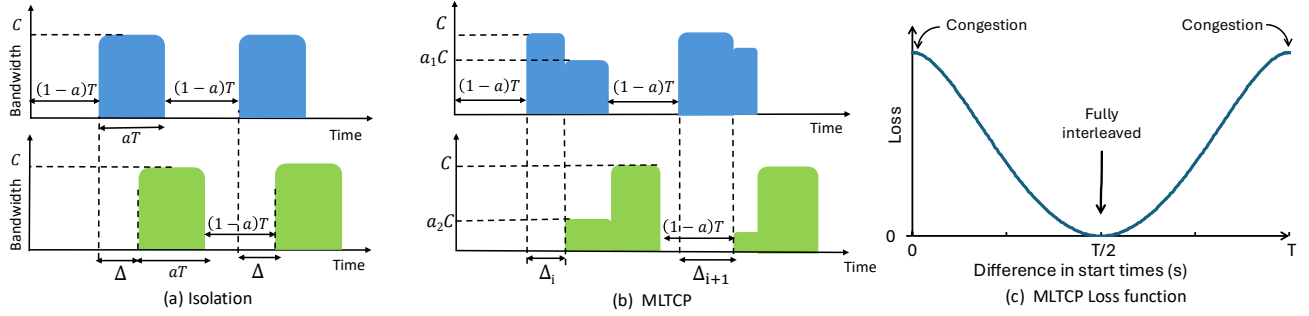 C
Bandwidth
(1 − a)T
(1 − a)T
aT
Time
C
Bandwidth
(1 − a)T
Δ
aT
Δ
Time
(a) Isolation
C
a₁C
(1 − a)T
(1 − a)T
Time
C
a₂C
(1 − a)T
Δᵢ
Δᵢ₊₁
Time
(b) MLTCP
Congestion
Congestion
Loss
Fully
interleaved
0
0
T/2
T
Difference in start times (s)
(c) MLTCP Loss function